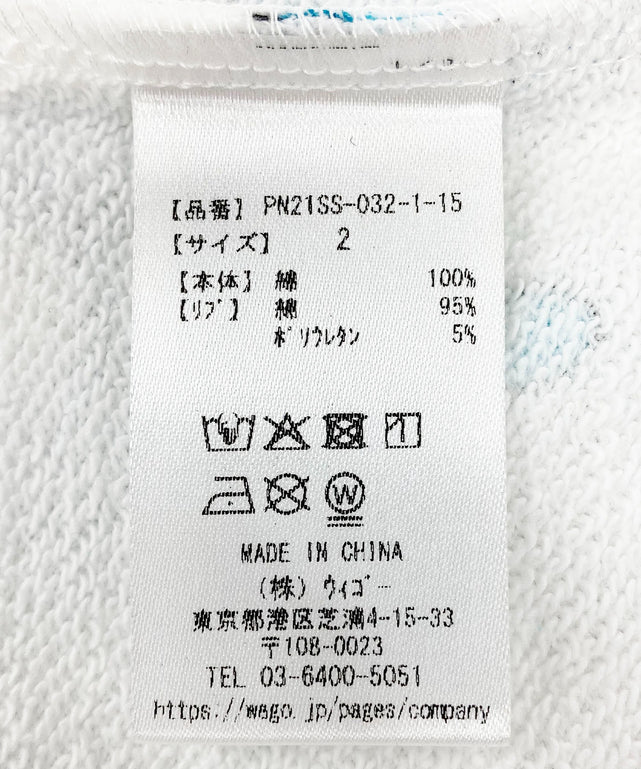 【品番】 PN21SS-032-1-15
【サイズ】 2
【本体】 綿 100%
【リブ】 綿 95%
ポリウレタン 5%
W
MADE IN CHINA
(株) ウィゴー
東京都港区芝浦4-15-33
〒108-0023
TEL 03-6400-5051
https://wego.jp/pages/company